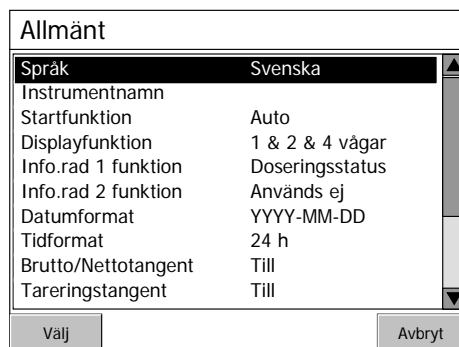 Allmänt
Språk Svenska
Instrumentnamn
Startfunktion Auto
Displayfunktion 1 & 2 & 4 vågar
Info.rad 1 funktion Doseringsstatus
Info.rad 2 funktion Används ej
Datumformat YYYY-MM-DD
Tidformat 24 h
Brutto/Nettotangent Till
Tareringstangent Till
Välj Avbryt